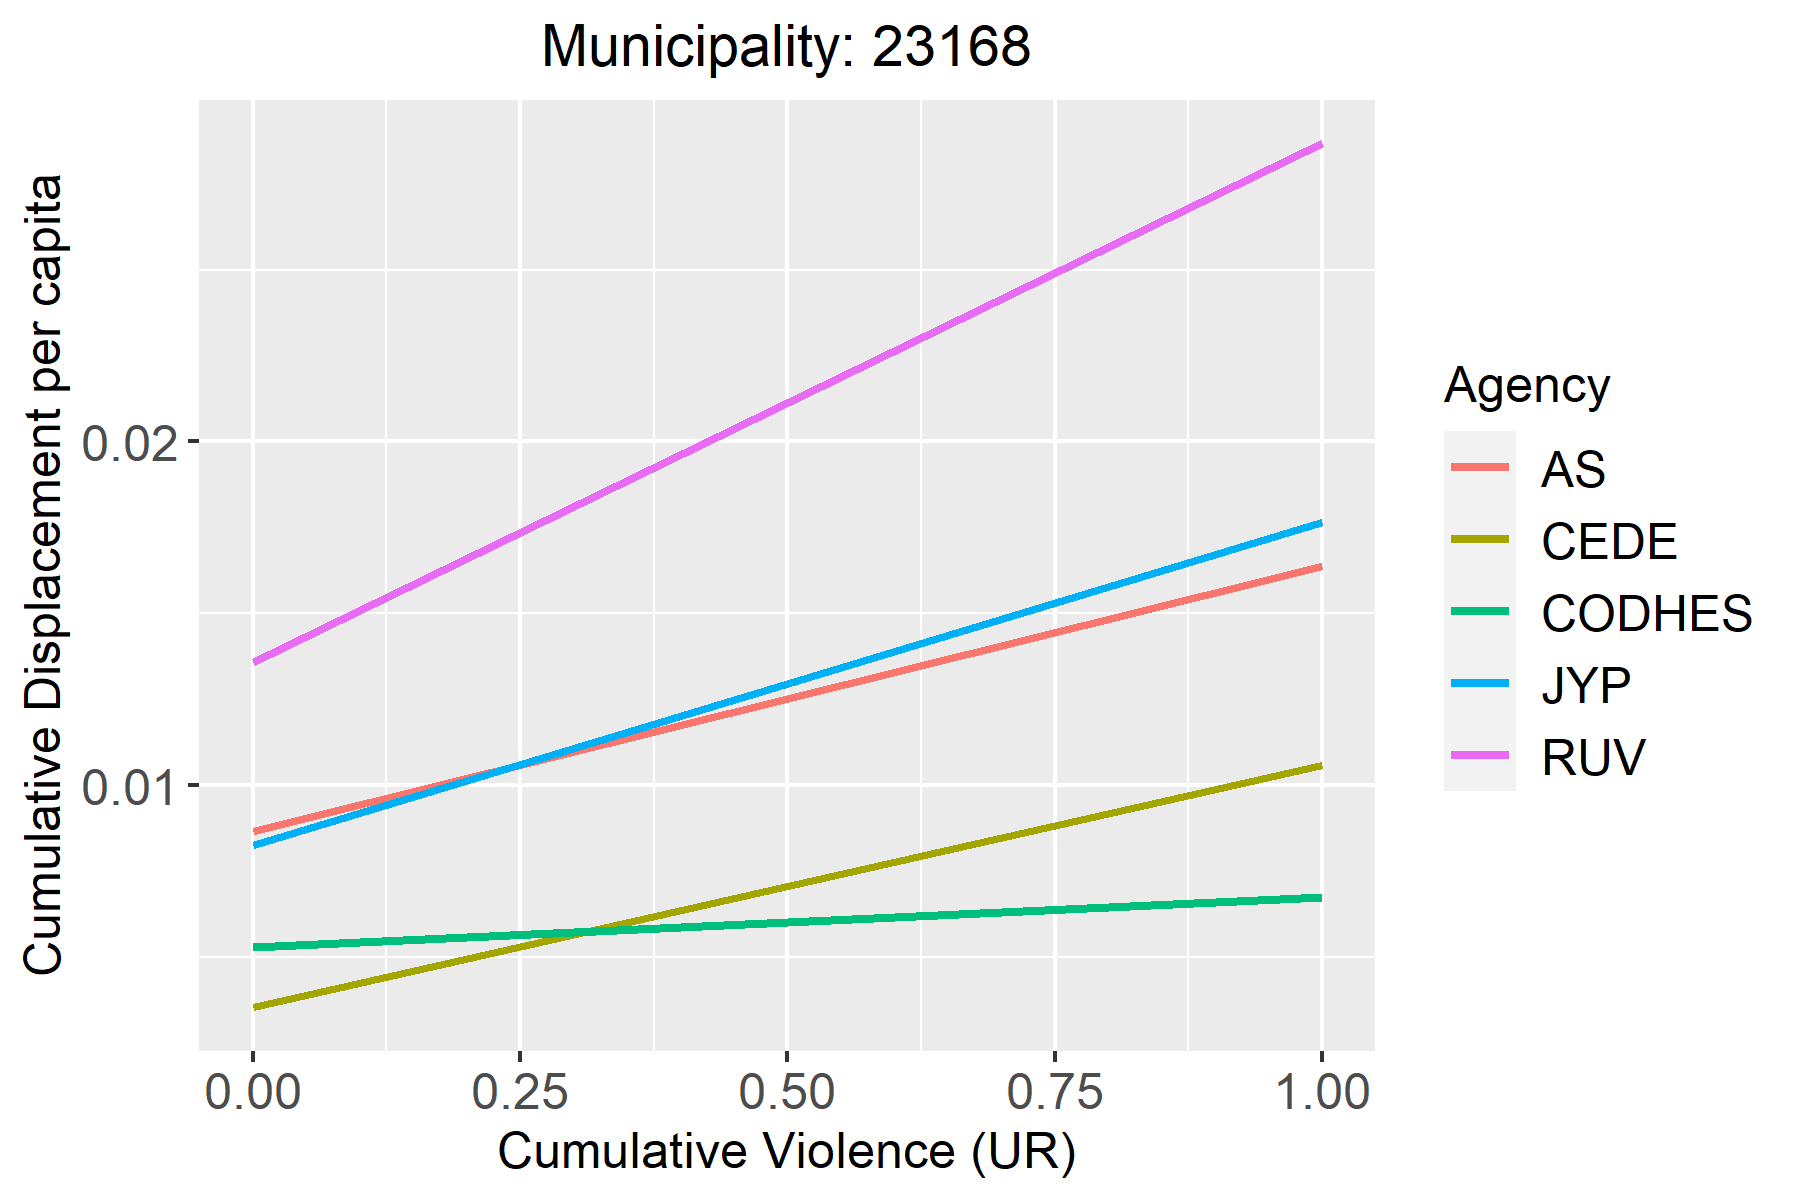 Municipality: 23168
Cumulative Displacement per capita
0.02
0.01
0.00 0.25 0.50 0.75 1.00
Cumulative Violence (UR)
Agency
AS
CEDE
CODHES
JYP
RUV